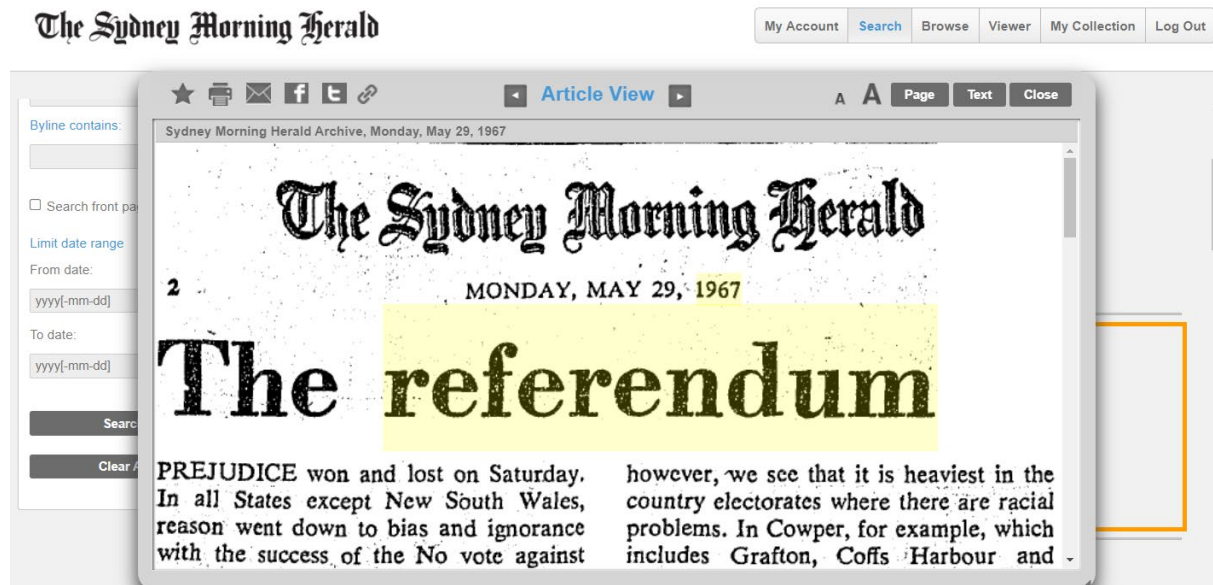 The Sydney Morning Herald
My Account Search Browse Viewer My Collection Log Out
Article View
A A Page Text Close
Byline contains:
Sydney Morning Herald Archive, Monday, May 29, 1967
Search front pa
Limit date range
From date:
yyyy[-mm-dd]
To date:
yyyy[-mm-dd]
Searc
Clear A
The Sydney Morning Herald
2 MONDAY, MAY 29, 1967
The referendum
PREJUDICE won and lost on Saturday.
In all States except New South Wales,
reason went down to bias and ignorance
with the success of the No vote against
however, we see that it is heaviest in the
country electorates where there are racial
problems. In Cowper, for example, which
includes Grafton, Coffs Harbour and